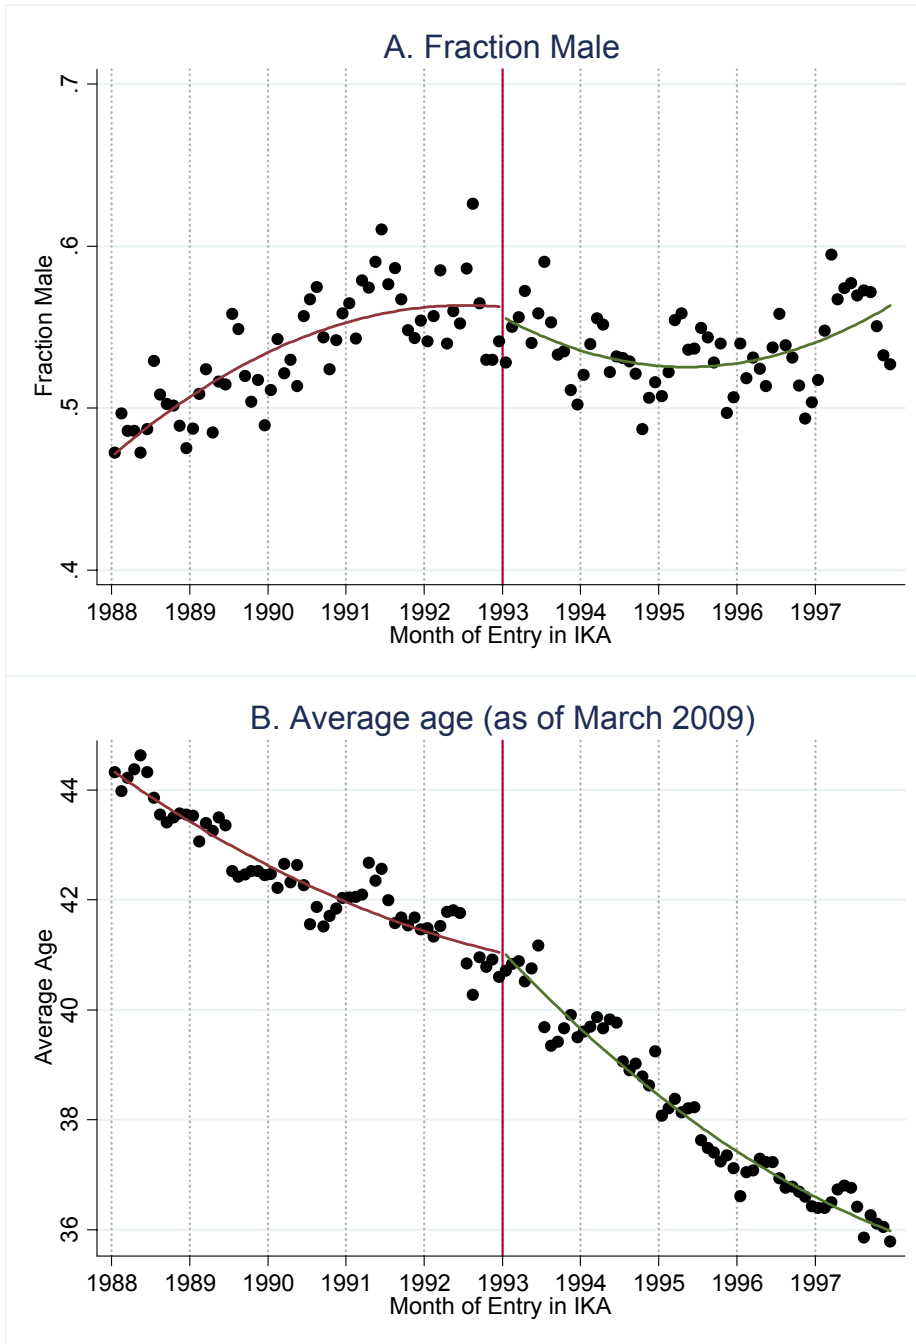 A. Fraction Male
Fraction Male
.7
.6
.5
.4
1988 1989 1990 1991 1992 1993 1994 1995 1996 1997
Month of Entry in IKA
B. Average age (as of March 2009)
Average Age
44
42
40
38
36
1988 1989 1990 1991 1992 1993 1994 1995 1996 1997
Month of Entry in IKA